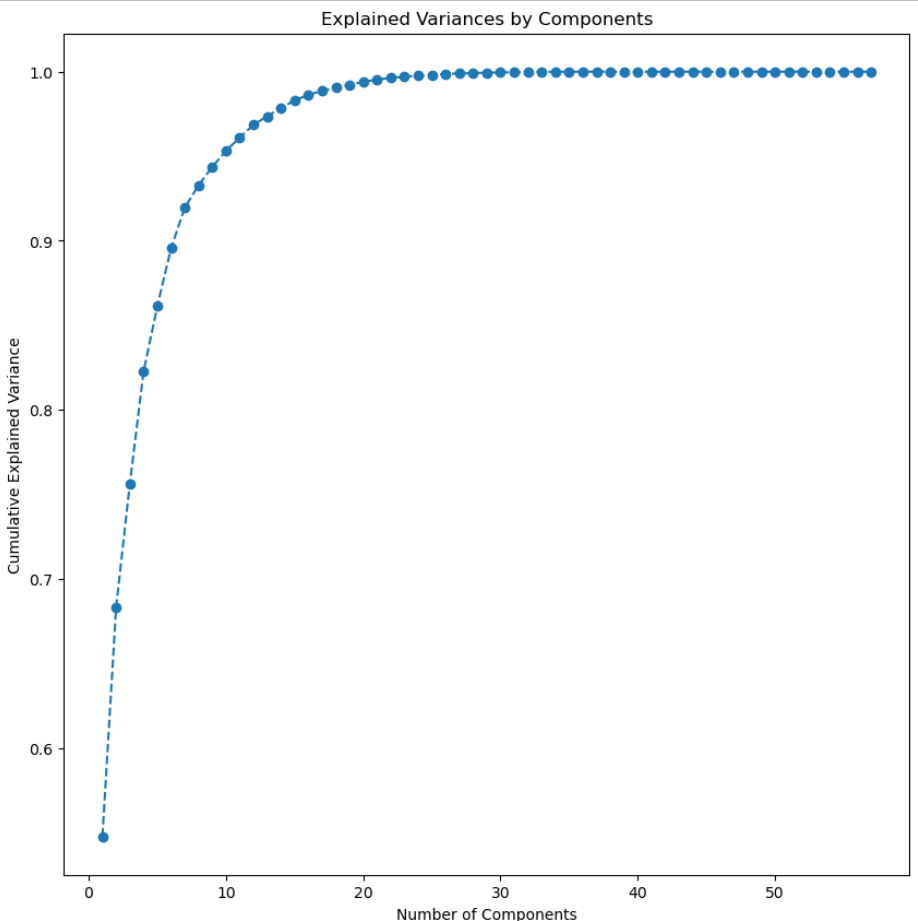 Explained Variances by Components
Cumulative Explained Variance
1.0
0.9
0.8
0.7
0.6
0 10 20 30 40 50
Number of Components